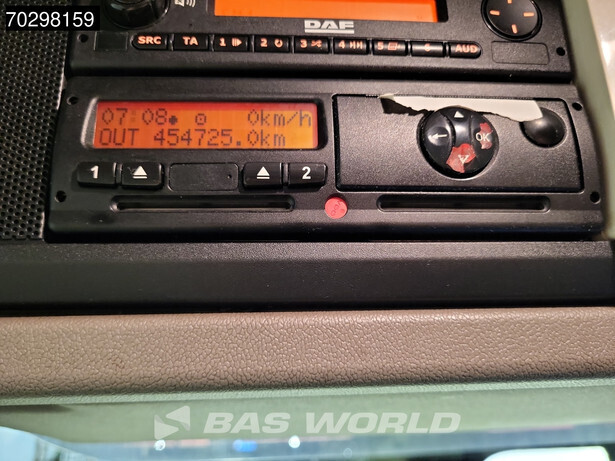 70298159
DAF
SRC TA 1 2 3 4 5 6 AUD
07:08 0km/h
OUT 454725.0km
1 2
OK
BAS WORLD